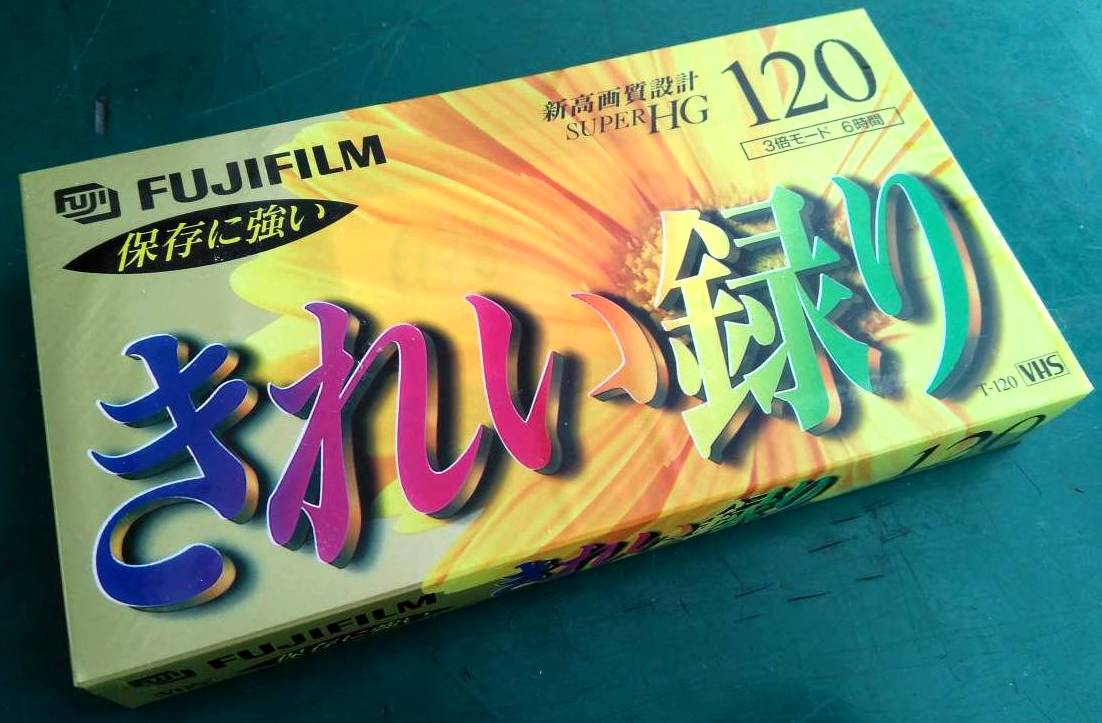 FUJI FUJIFILM
保存に強い
新高画質設計
SUPER HG
120
3倍モード 6時間
きれい録り
T-120 VHS
きれい録り
120
FUJIFILM
保存に強い